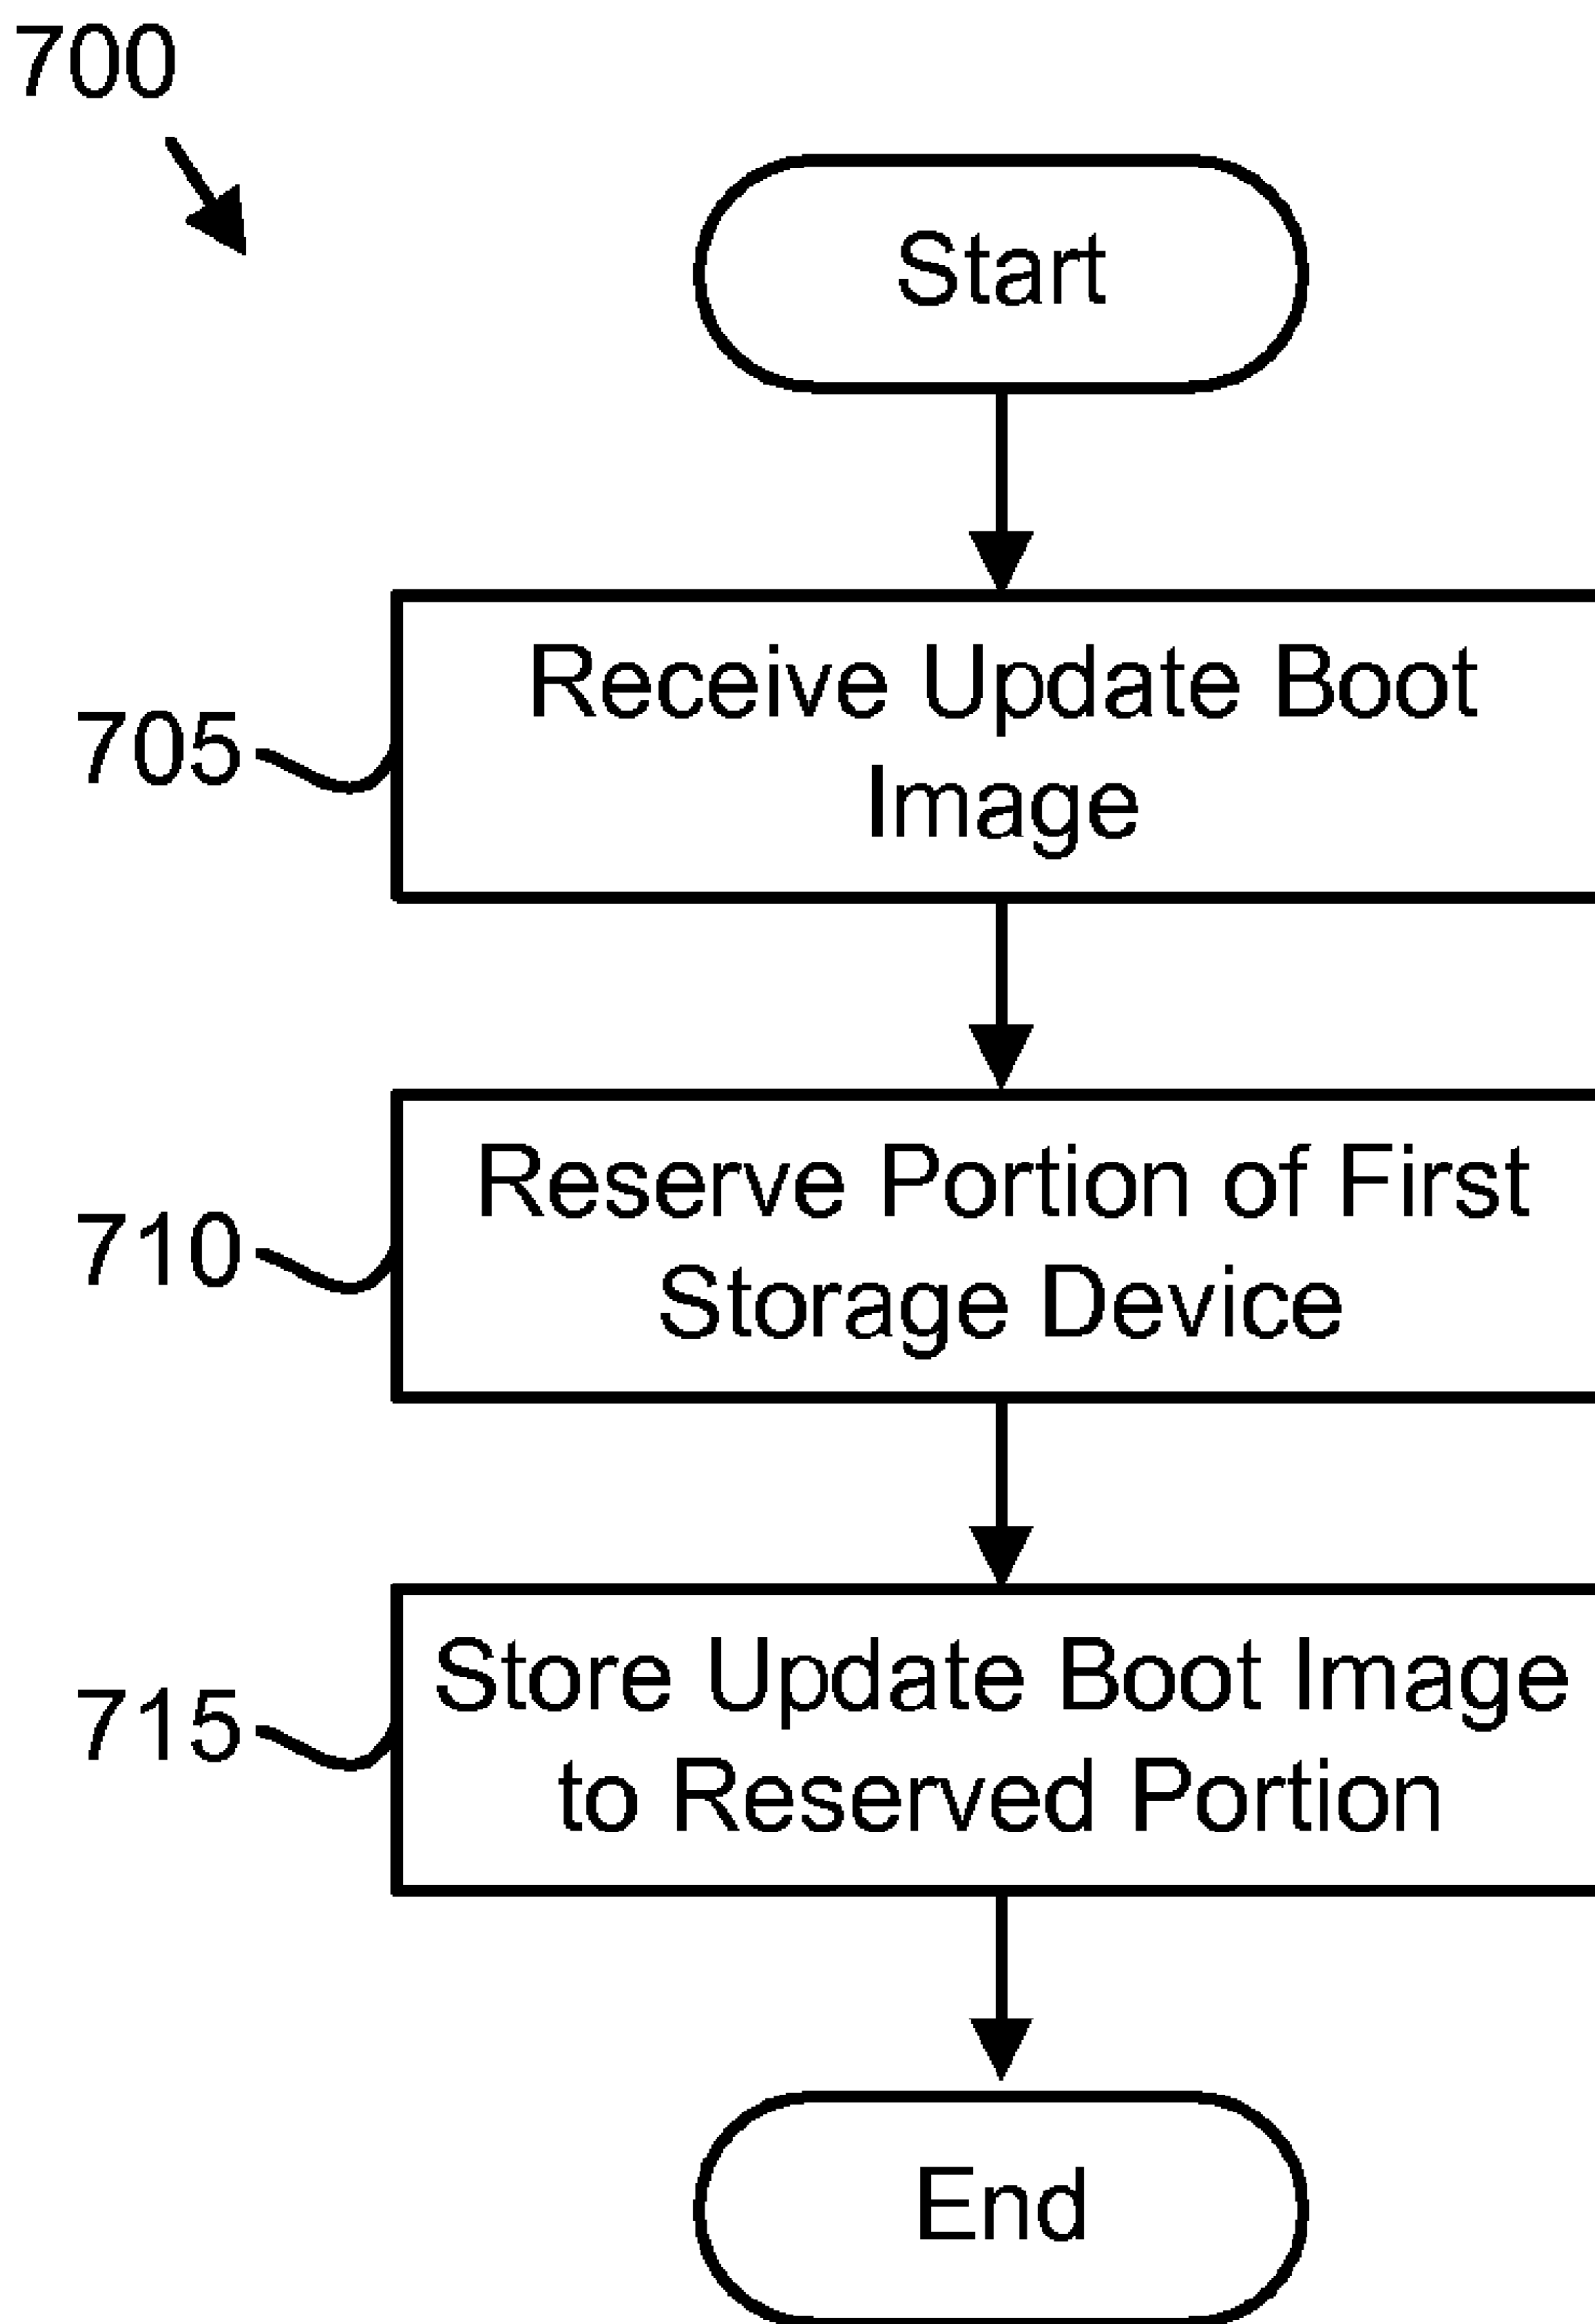 700
Start
705
Receive Update Boot
Image
710
Reserve Portion of First
Storage Device
715
Store Update Boot Image
to Reserved Portion
End